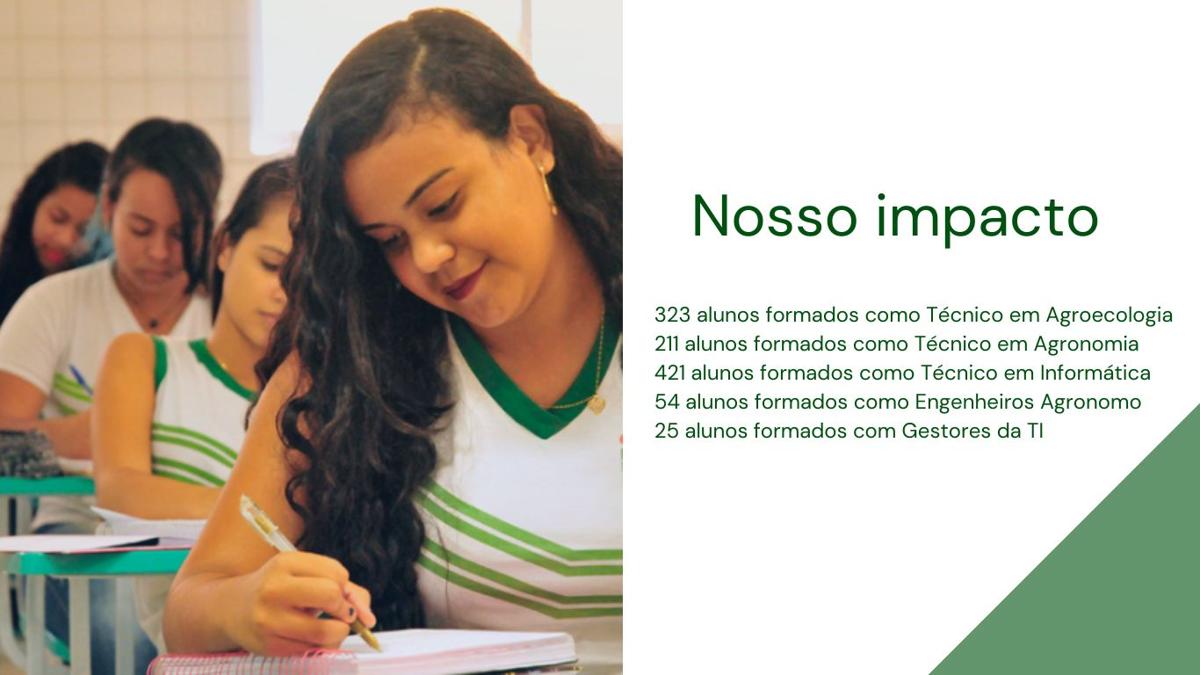 Nosso impacto
323 alunos formados como Técnico em Agroecologia
211 alunos formados como Técnico em Agronomia
421 alunos formados como Técnico em Informática
54 alunos formados como Engenheiros Agronomo
25 alunos formados com Gestores da TI